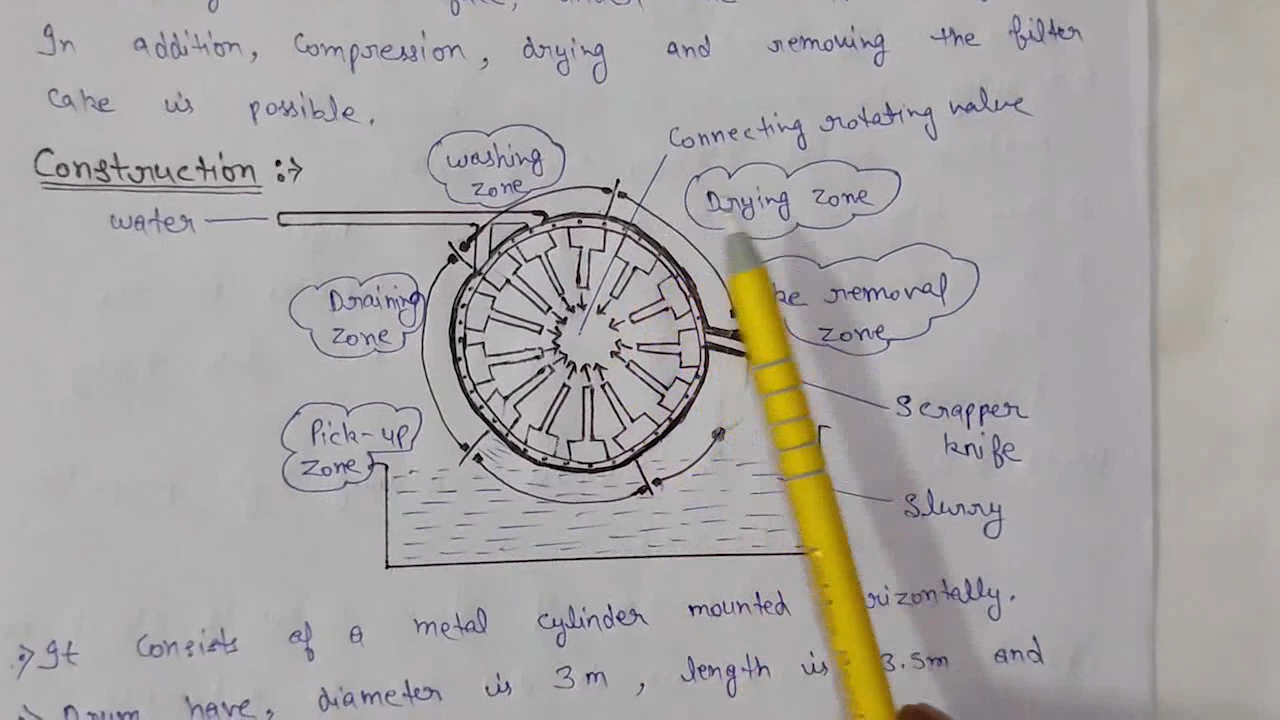 In addition, Compression, drying and removing the filter
Cake is possible.
Construction :->
Connecting rotating valve
washing
zone
Drying zone
water
Draining
zone
removal
zone
Pick-up
zone
Scrapper
knife
Slurry
:> It Consists of a metal cylinder mounted
Drum have, diameter is 3m, length is 3.5m and